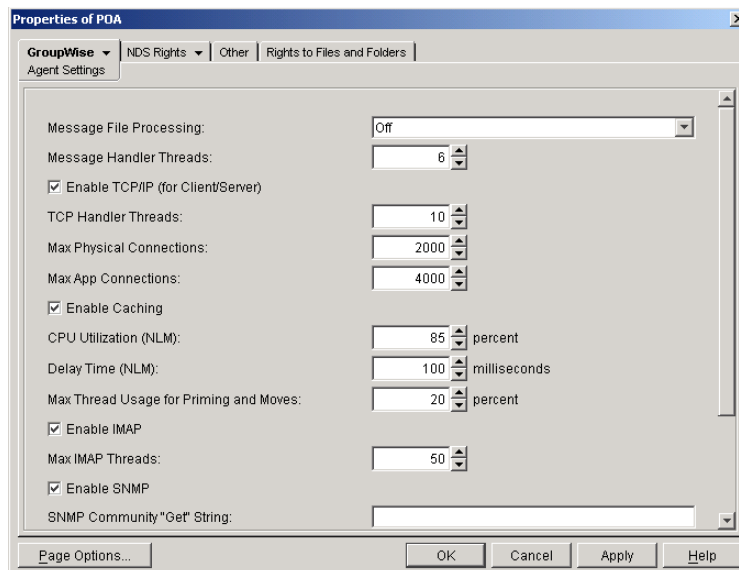 Properties of POA
GroupWise NDS Rights Other Rights to Files and Folders
Agent Settings
Message File Processing: Off
Message Handler Threads: 6
Enable TCP/IP (for Client/Server)
TCP Handler Threads: 10
Max Physical Connections: 2000
Max App Connections: 4000
Enable Caching
CPU Utilization (NLM): 85 percent
Delay Time (NLM): 100 milliseconds
Max Thread Usage for Priming and Moves: 20 percent
Enable IMAP
Max IMAP Threads: 50
Enable SNMP
SNMP Community "Get" String:
Page Options... OK Cancel Apply Help